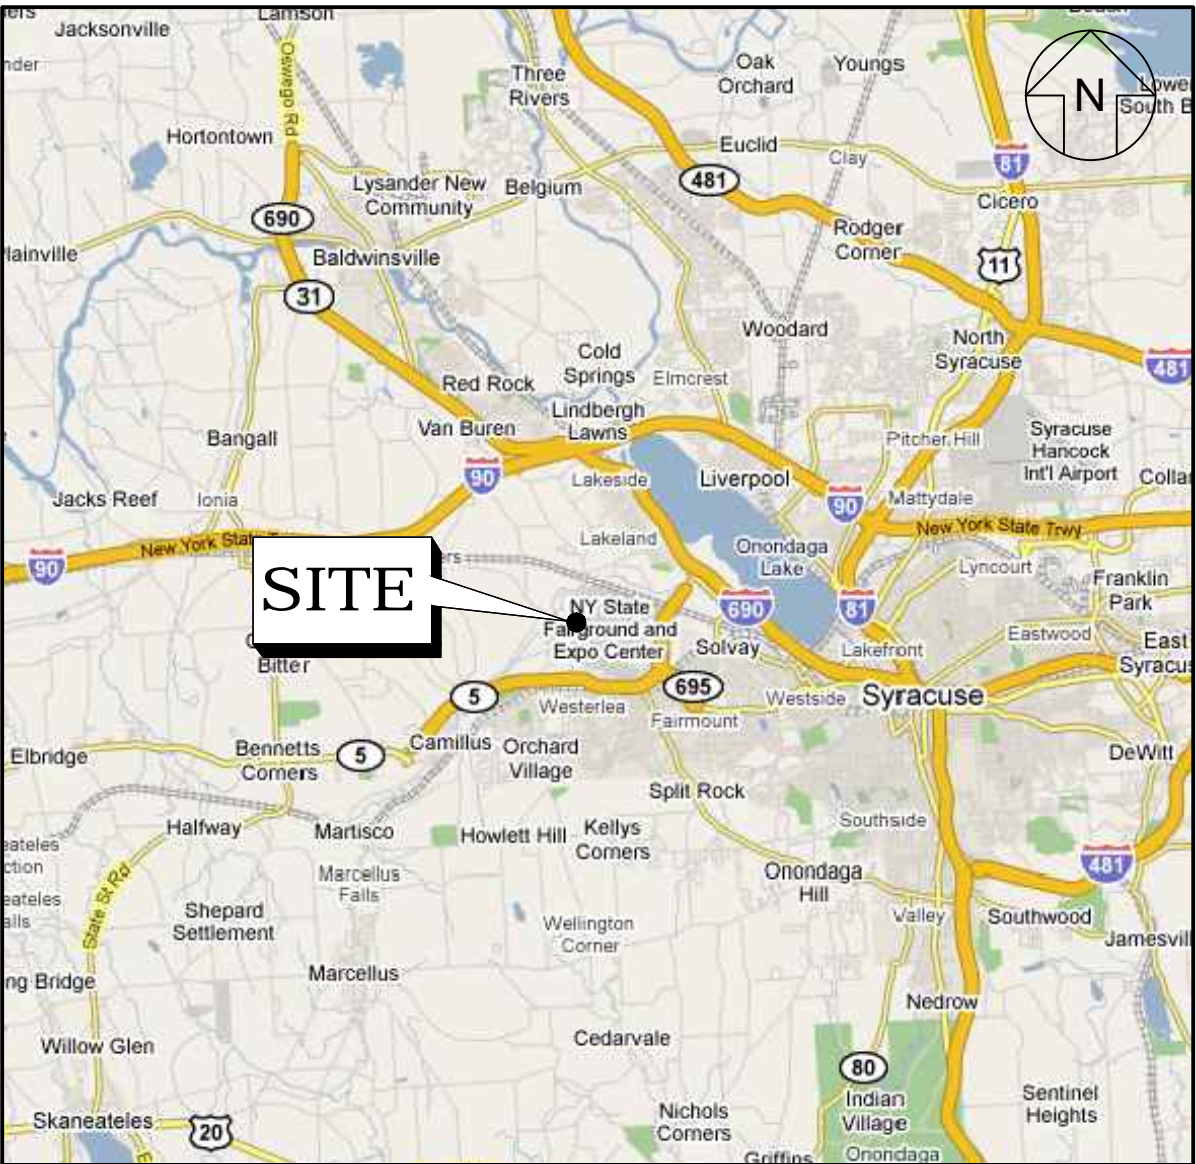 Lamson
Jacksonville
Oswego Rd
Three
Rivers
Oak
Orchard
Youngs
N
South B
Hortontown
Euclid
Clay
81
Lysander New
Community
Belgium
481
Cicero
690
Rodger
Corner
Baldwinsville
11
31
Woodard
North
Syracuse
Cold
Springs
Elmcrest
481
Red Rock
Lindbergh
Lawns
Van Buren
Bangall
Pitcher Hill
Syracuse
Hancock
Int'l Airport
90
Lakeside
Liverpool
Jacks Reef
Ionia
90
Mattydale
New York State Trwy
New York State
Lakeland
Onondaga
Lake
Lyncourt
90
Franklin
Park
SITE
NY State
Fairground and
Expo Center
690
81
Solvay
Lakefront
Eastwood
East
Bitter
695
5
Westside
Syracuse
Westerlea
Fairmount
Elbridge
Bennetts
Corners
5
Camillus
Orchard
Village
DeWitt
Split Rock
Halfway
Martisco
Howlett Hill
Kellys
Corners
Southside
481
Marcellus
Falls
Onondaga
Hill
State St Rd
Shepard
Settlement
Wellington
Corner
Valley
Southwood
Marcellus
ng Bridge
Nedrow
Willow Glen
Cedarvale
80
Indian
Village
Sentinel
Heights
Skaneateles
20
Nichols
Corners
Griffins
Onondaga